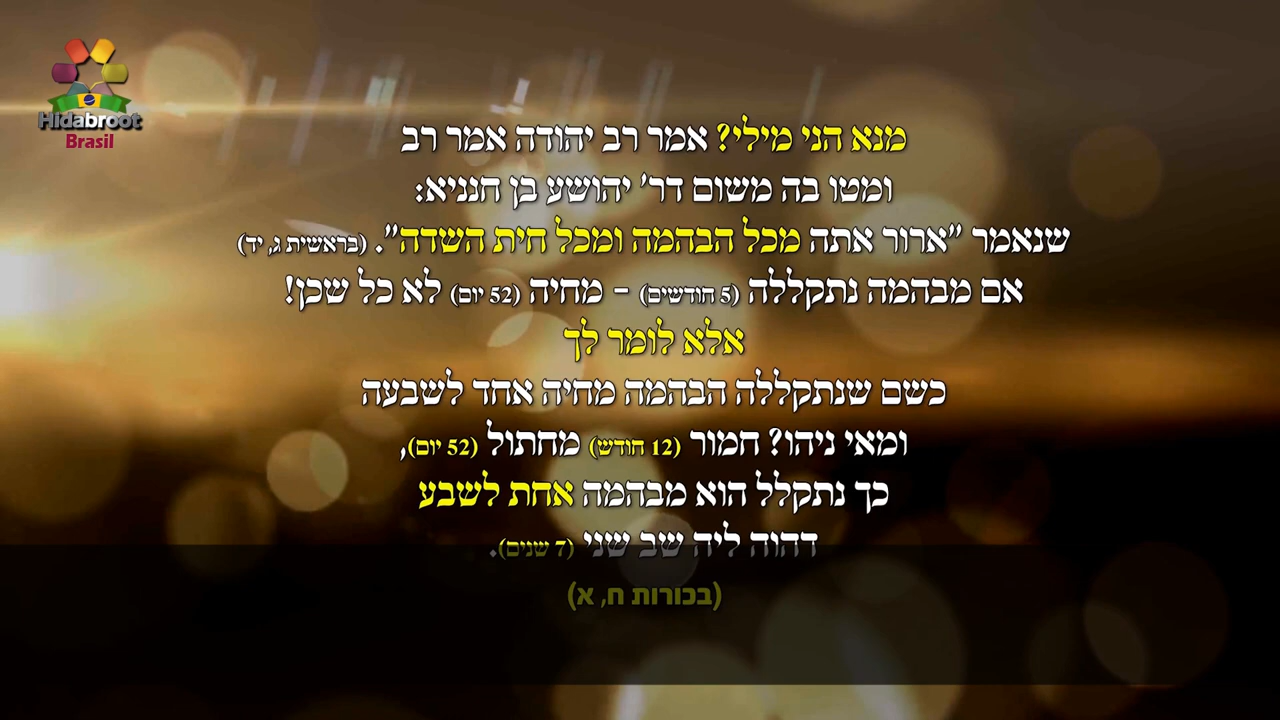 Hidabroot
Brasil
מנא הני מילי? אמר רב יהודה אמר רב
ומטו בה משום דר' יהושע בן חנניא:
שנאמר "ארור אתה מכל הבהמה ומכל חית השדה". (בראשית ג, יד)
אם מבהמה נתקללה (5 חודשים) - מחיה (52 יום) לא כל שכן!
אלא לומר לך
כשם שנתקללה הבהמה מחיה אחד לשבעה
ומאי ניהו? חמור (12 חודש) מחתול (52 יום),
כך נתקלל הוא מבהמה אחת לשבע
דהוה ליה שב שני (7 שנים).
(בכורות ח, א)